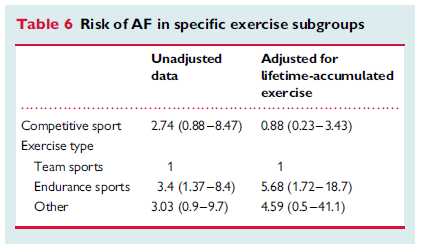 Table 6 Risk of AF in specific exercise subgroups
Unadjusted data Adjusted for lifetime-accumulated exercise
Competitive sport 2.74 (0.88–8.47) 0.88 (0.23–3.43)
Exercise type
Team sports 1 1
Endurance sports 3.4 (1.37–8.4) 5.68 (1.72–18.7)
Other 3.03 (0.9–9.7) 4.59 (0.5–41.1)